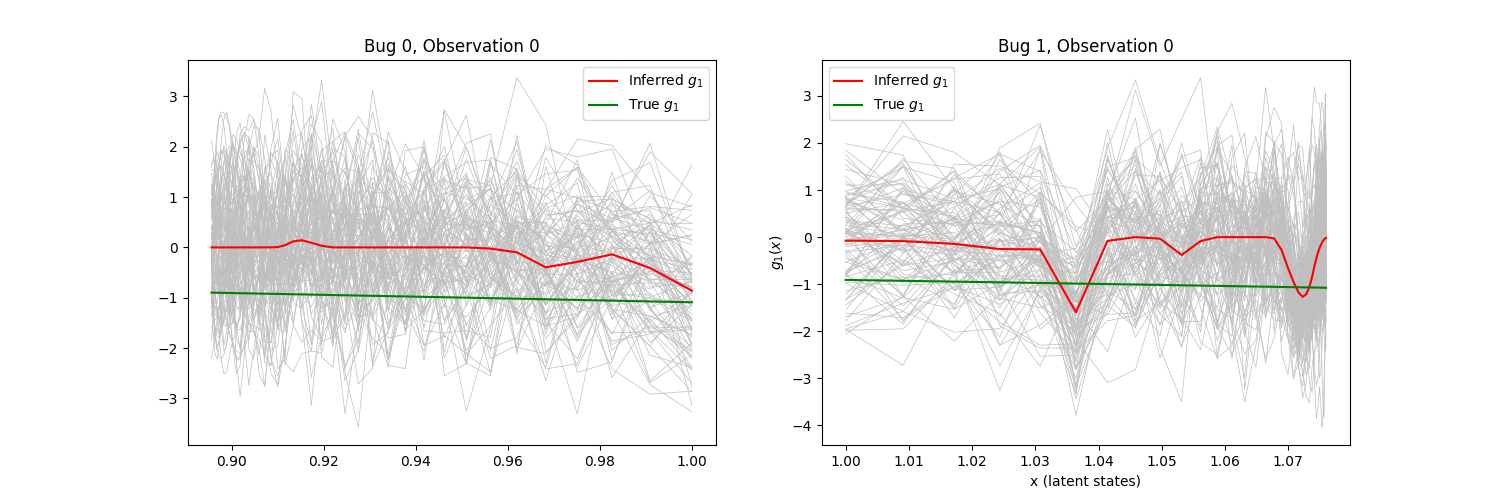 Bug 0, Observation 0
Inferred g₁
True g₁
3
2
1
0
−1
−2
−3
0.90 0.92 0.94 0.96 0.98 1.00
Bug 1, Observation 0
Inferred g₁
True g₁
g₁(x)
3
2
1
0
−1
−2
−3
−4
1.00 1.01 1.02 1.03 1.04 1.05 1.06 1.07
x (latent states)